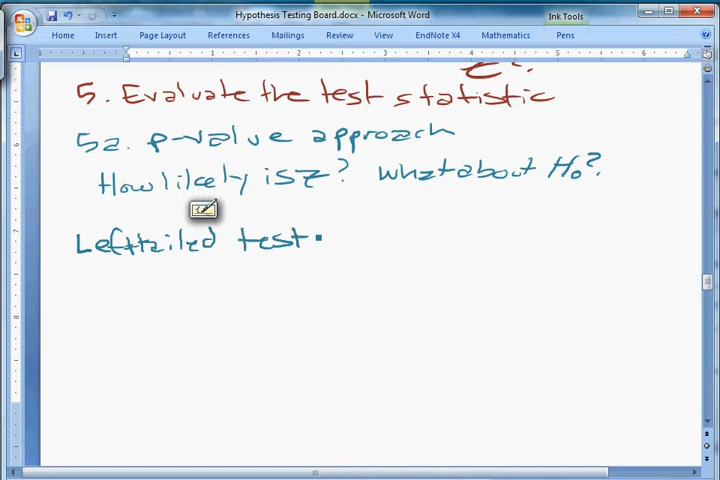 Hypothesis Testing Board.docx - Microsoft Word
Ink Tools
Home Insert Page Layout References Mailings Review View EndNote X4 Mathematics Pens
5. Evaluate the test statistic
5a. p-value approach
How likely is z? What about H₀?
Left tailed test